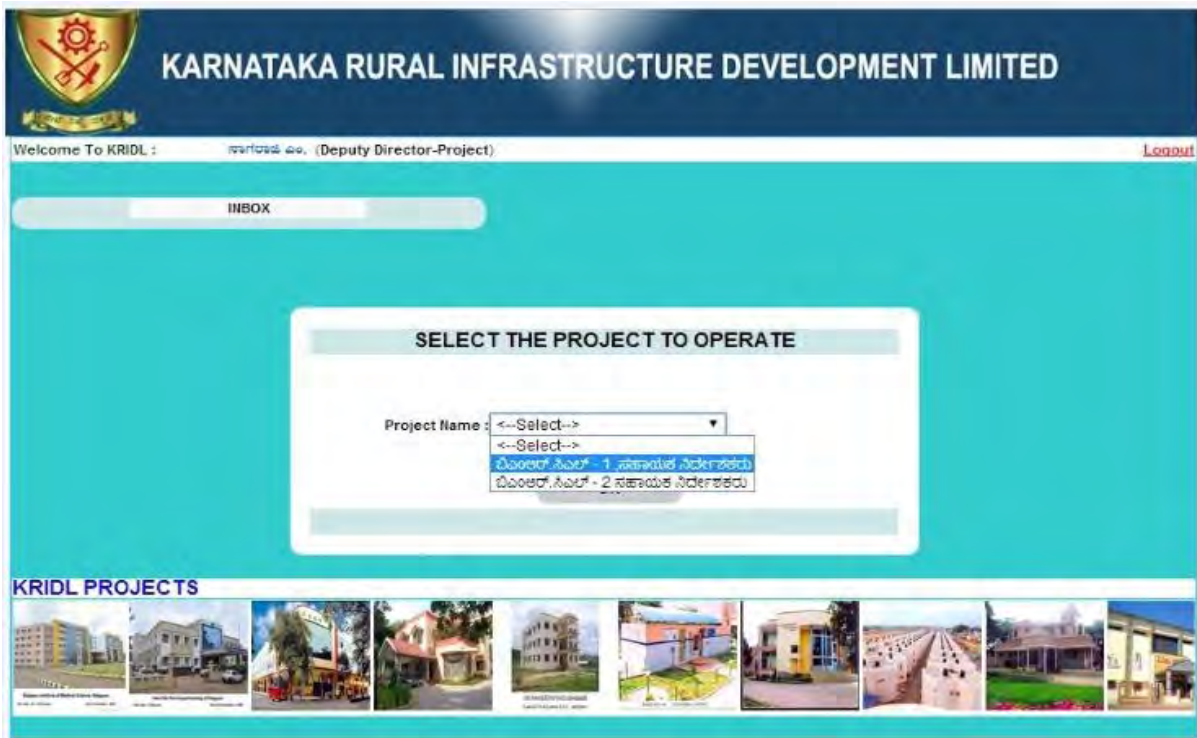 KARNATAKA RURAL INFRASTRUCTURE DEVELOPMENT LIMITED
Welcome To KRIDL : ನಾಗರಾಜ ಎಂ. (Deputy Director-Project) Logout
INBOX
SELECT THE PROJECT TO OPERATE
Project Name : <--Select-->
<--Select-->
ಬಿಎಂಆರ್.ಸಿಎಲ್ - 1 ,ಸಹಾಯಕ ನಿರ್ದೇಶಕರು
ಬಿಎಂಆರ್.ಸಿಎಲ್ - 2 ಸಹಾಯಕ ನಿರ್ದೇಶಕರು
KRIDL PROJECTS